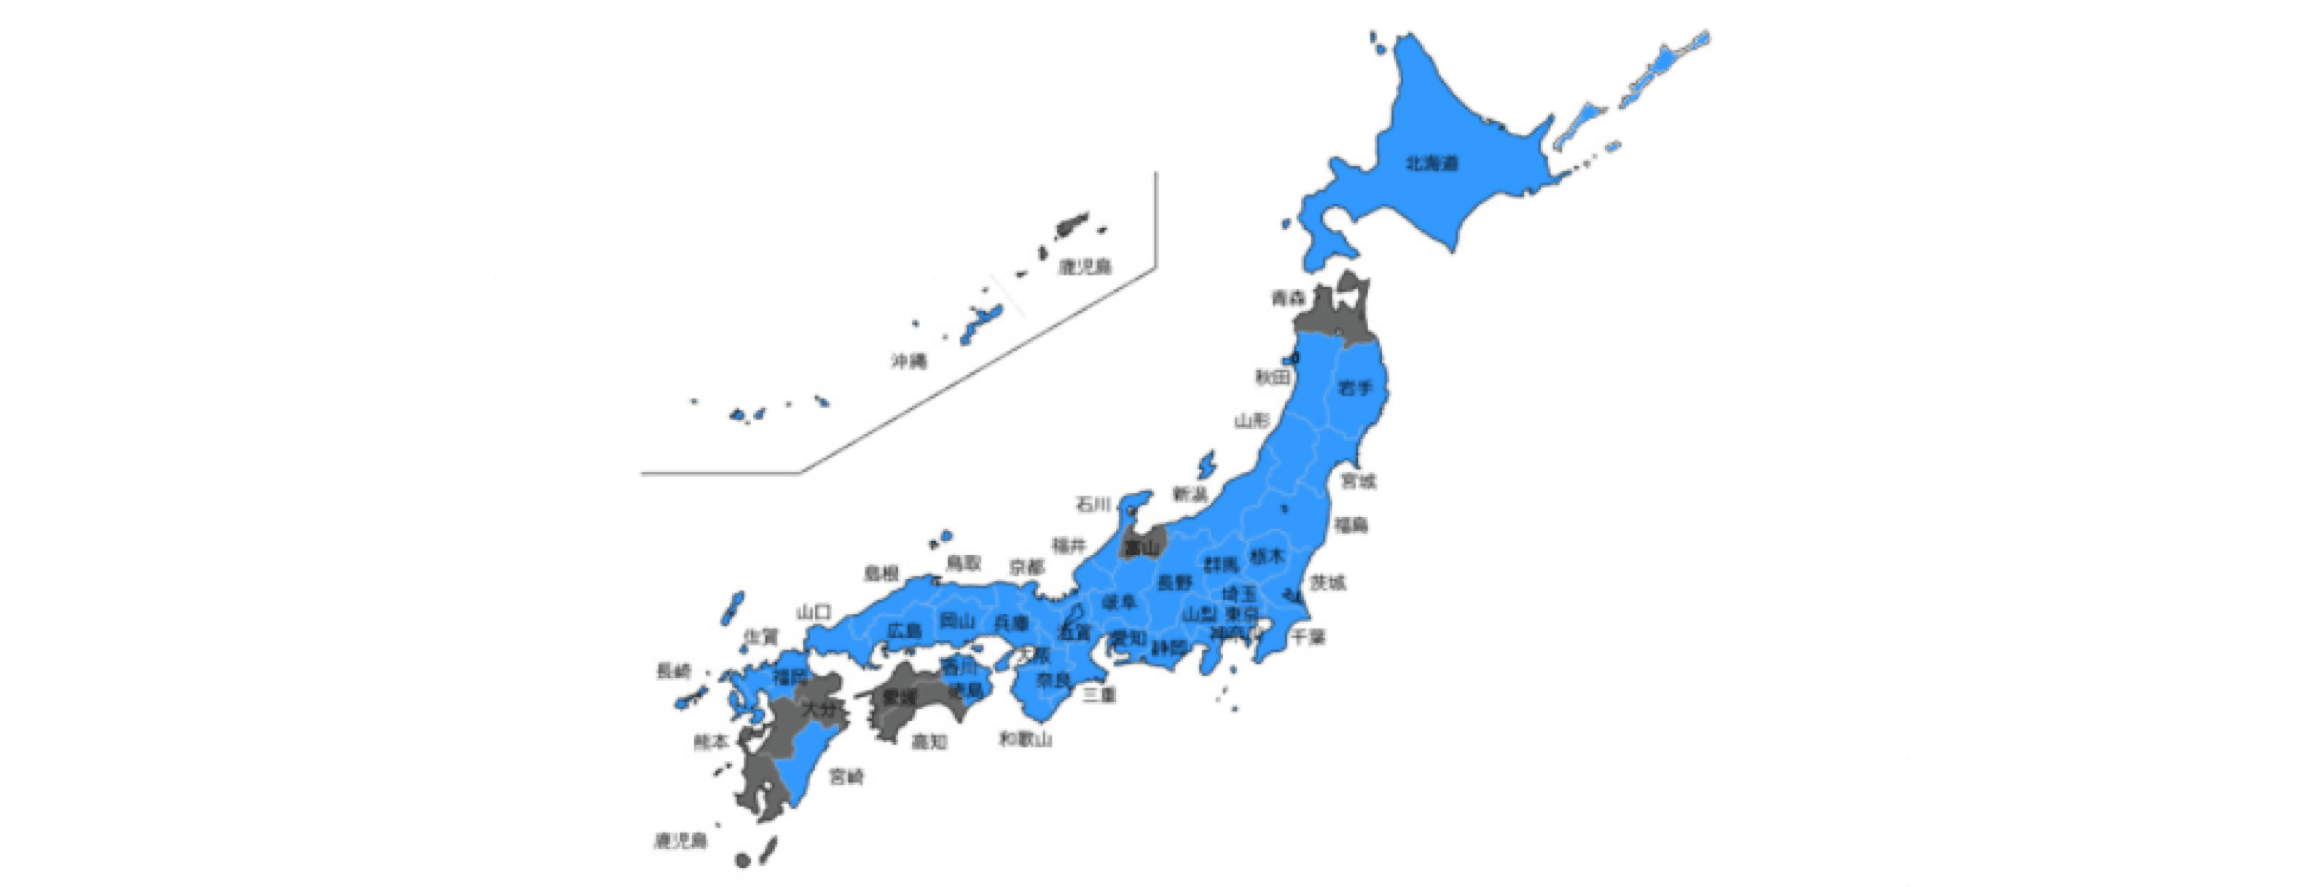 北海道
鹿児島
青森
沖縄
秋田
岩手
山形
宮城
新潟
石川
福島
富山
福井
栃木
群馬
鳥取
京都
島根
長野
茨城
埼玉
岐阜
山口
山梨
東京
岡山
兵庫
広島
滋賀
神奈川
佐賀
愛知
千葉
静岡
大阪
香川
長崎
福岡
奈良
徳島
三重
愛媛
大分
熊本
高知
和歌山
宮崎
鹿児島